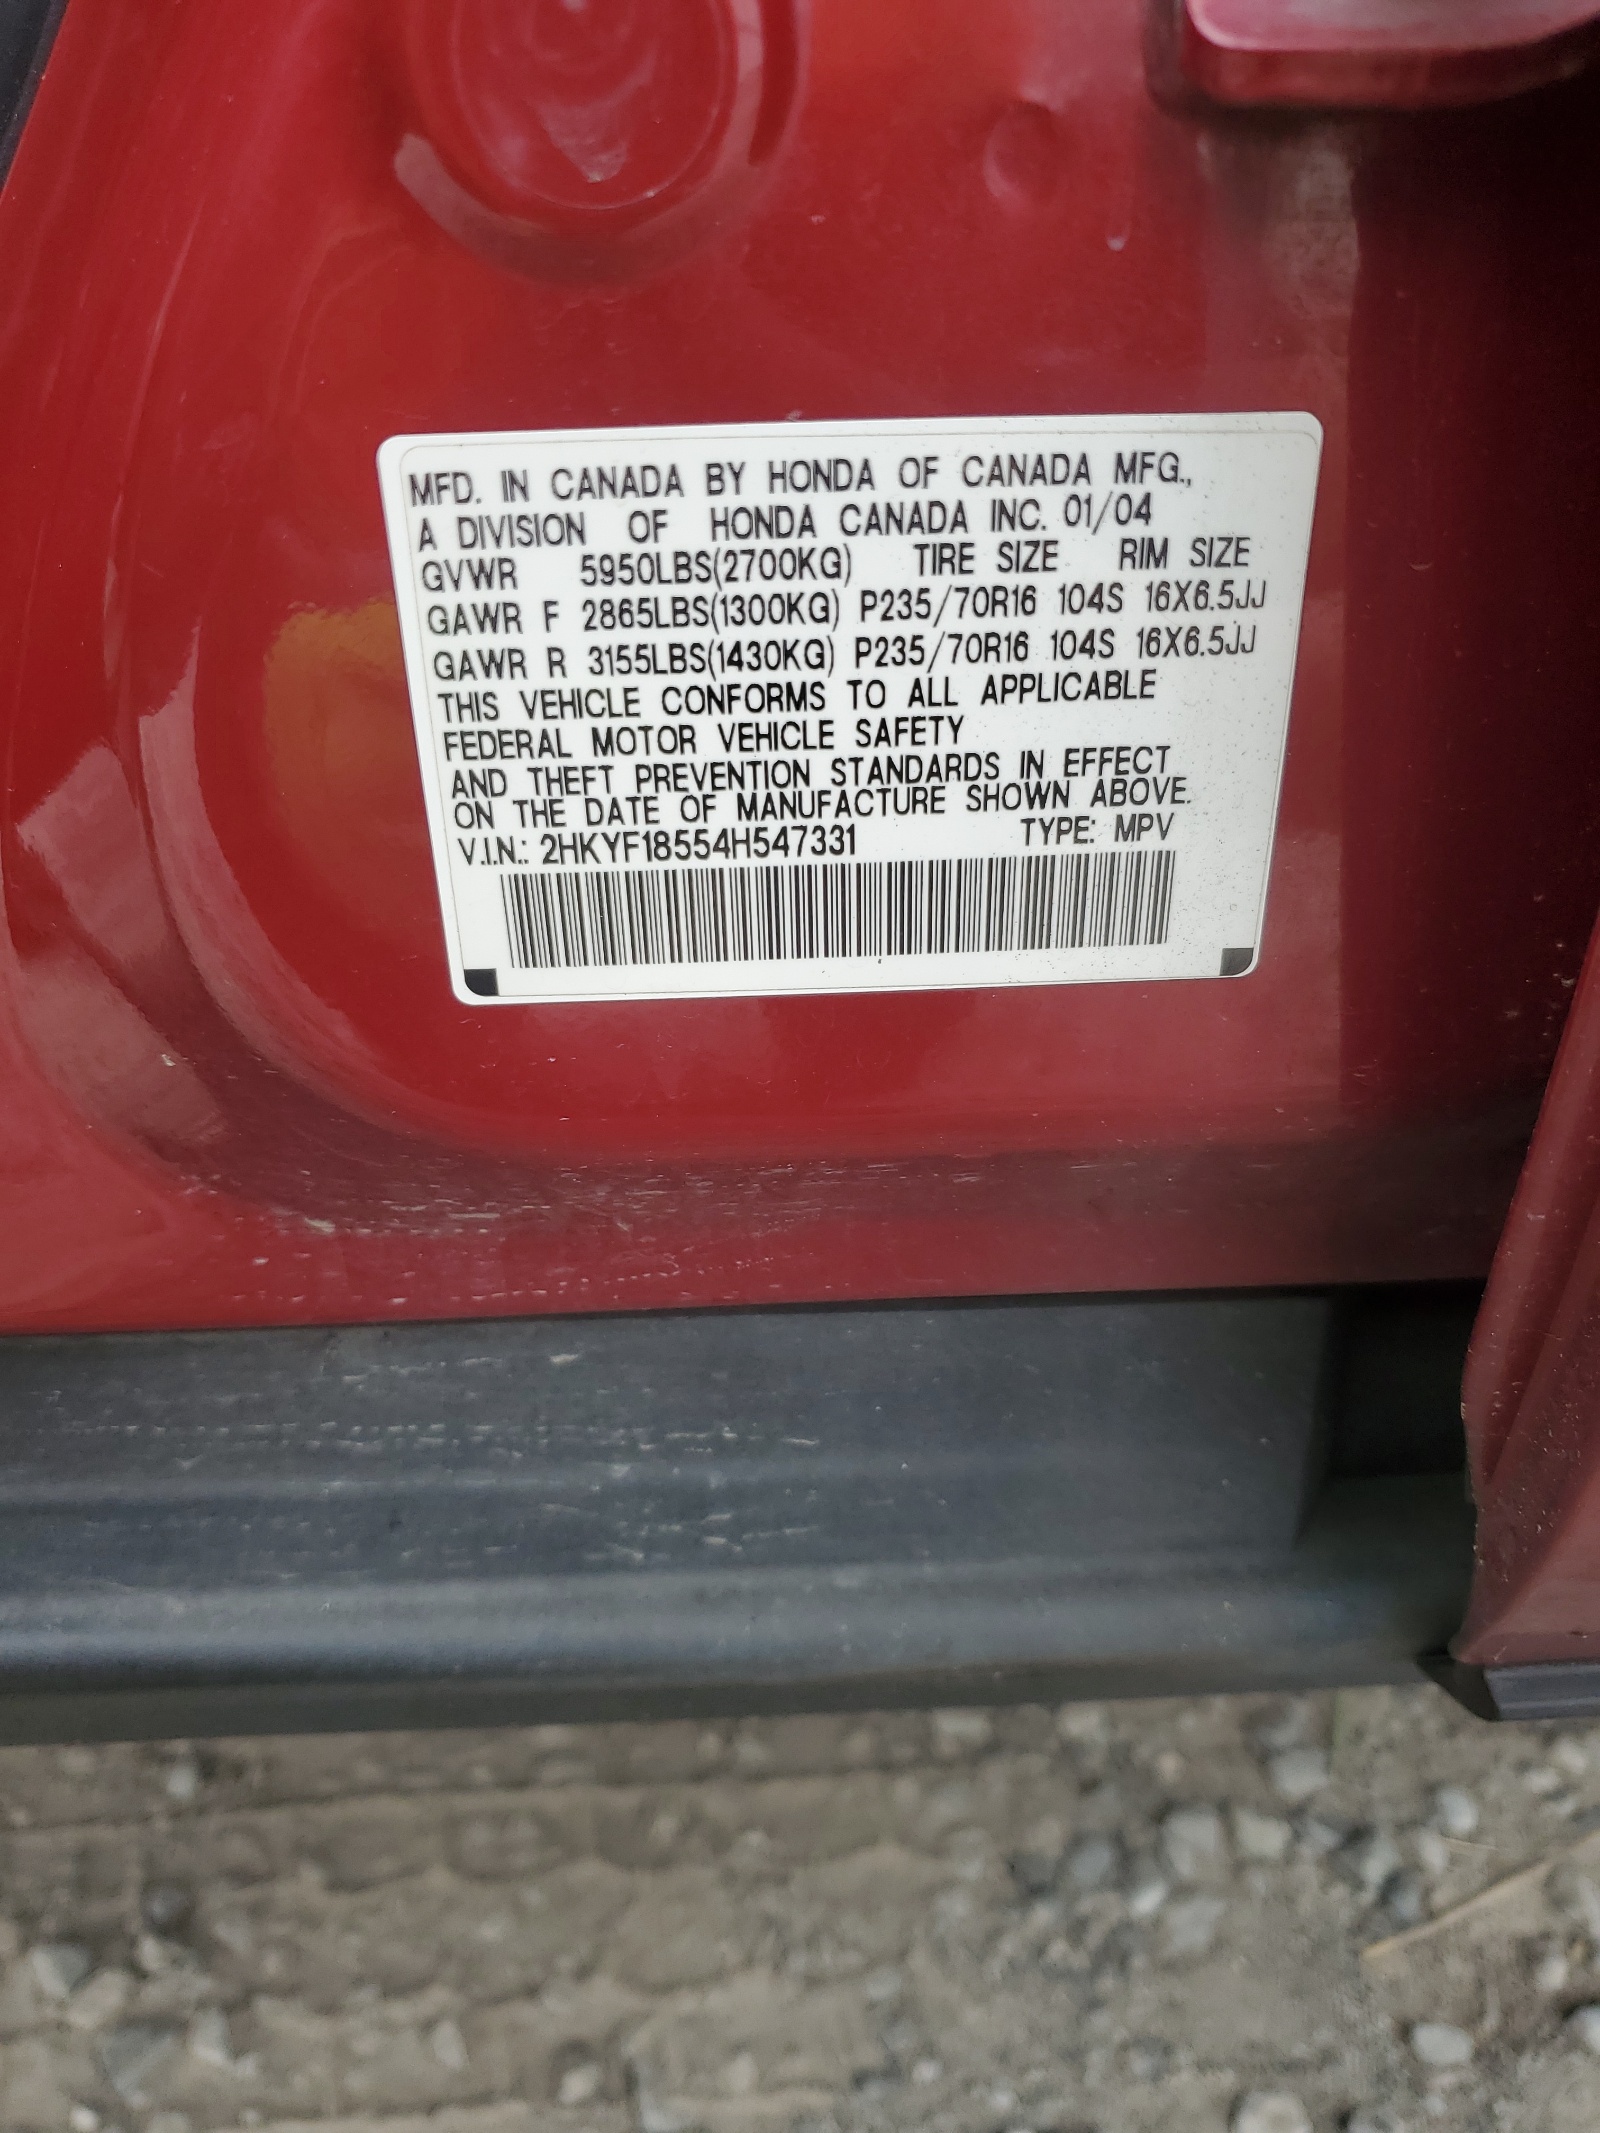 MFD. IN CANADA BY HONDA OF CANADA MFG.,
A DIVISION OF HONDA CANADA INC. 01/04
GVWR 5950LBS(2700KG) TIRE SIZE RIM SIZE
GAWR F 2865LBS(1300KG) P235/70R16 104S 16X6.5JJ
GAWR R 3155LBS(1430KG) P235/70R16 104S 16X6.5JJ
THIS VEHICLE CONFORMS TO ALL APPLICABLE
FEDERAL MOTOR VEHICLE SAFETY
AND THEFT PREVENTION STANDARDS IN EFFECT
ON THE DATE OF MANUFACTURE SHOWN ABOVE.
V.I.N.: 2HKYF18554H547331 TYPE: MPV